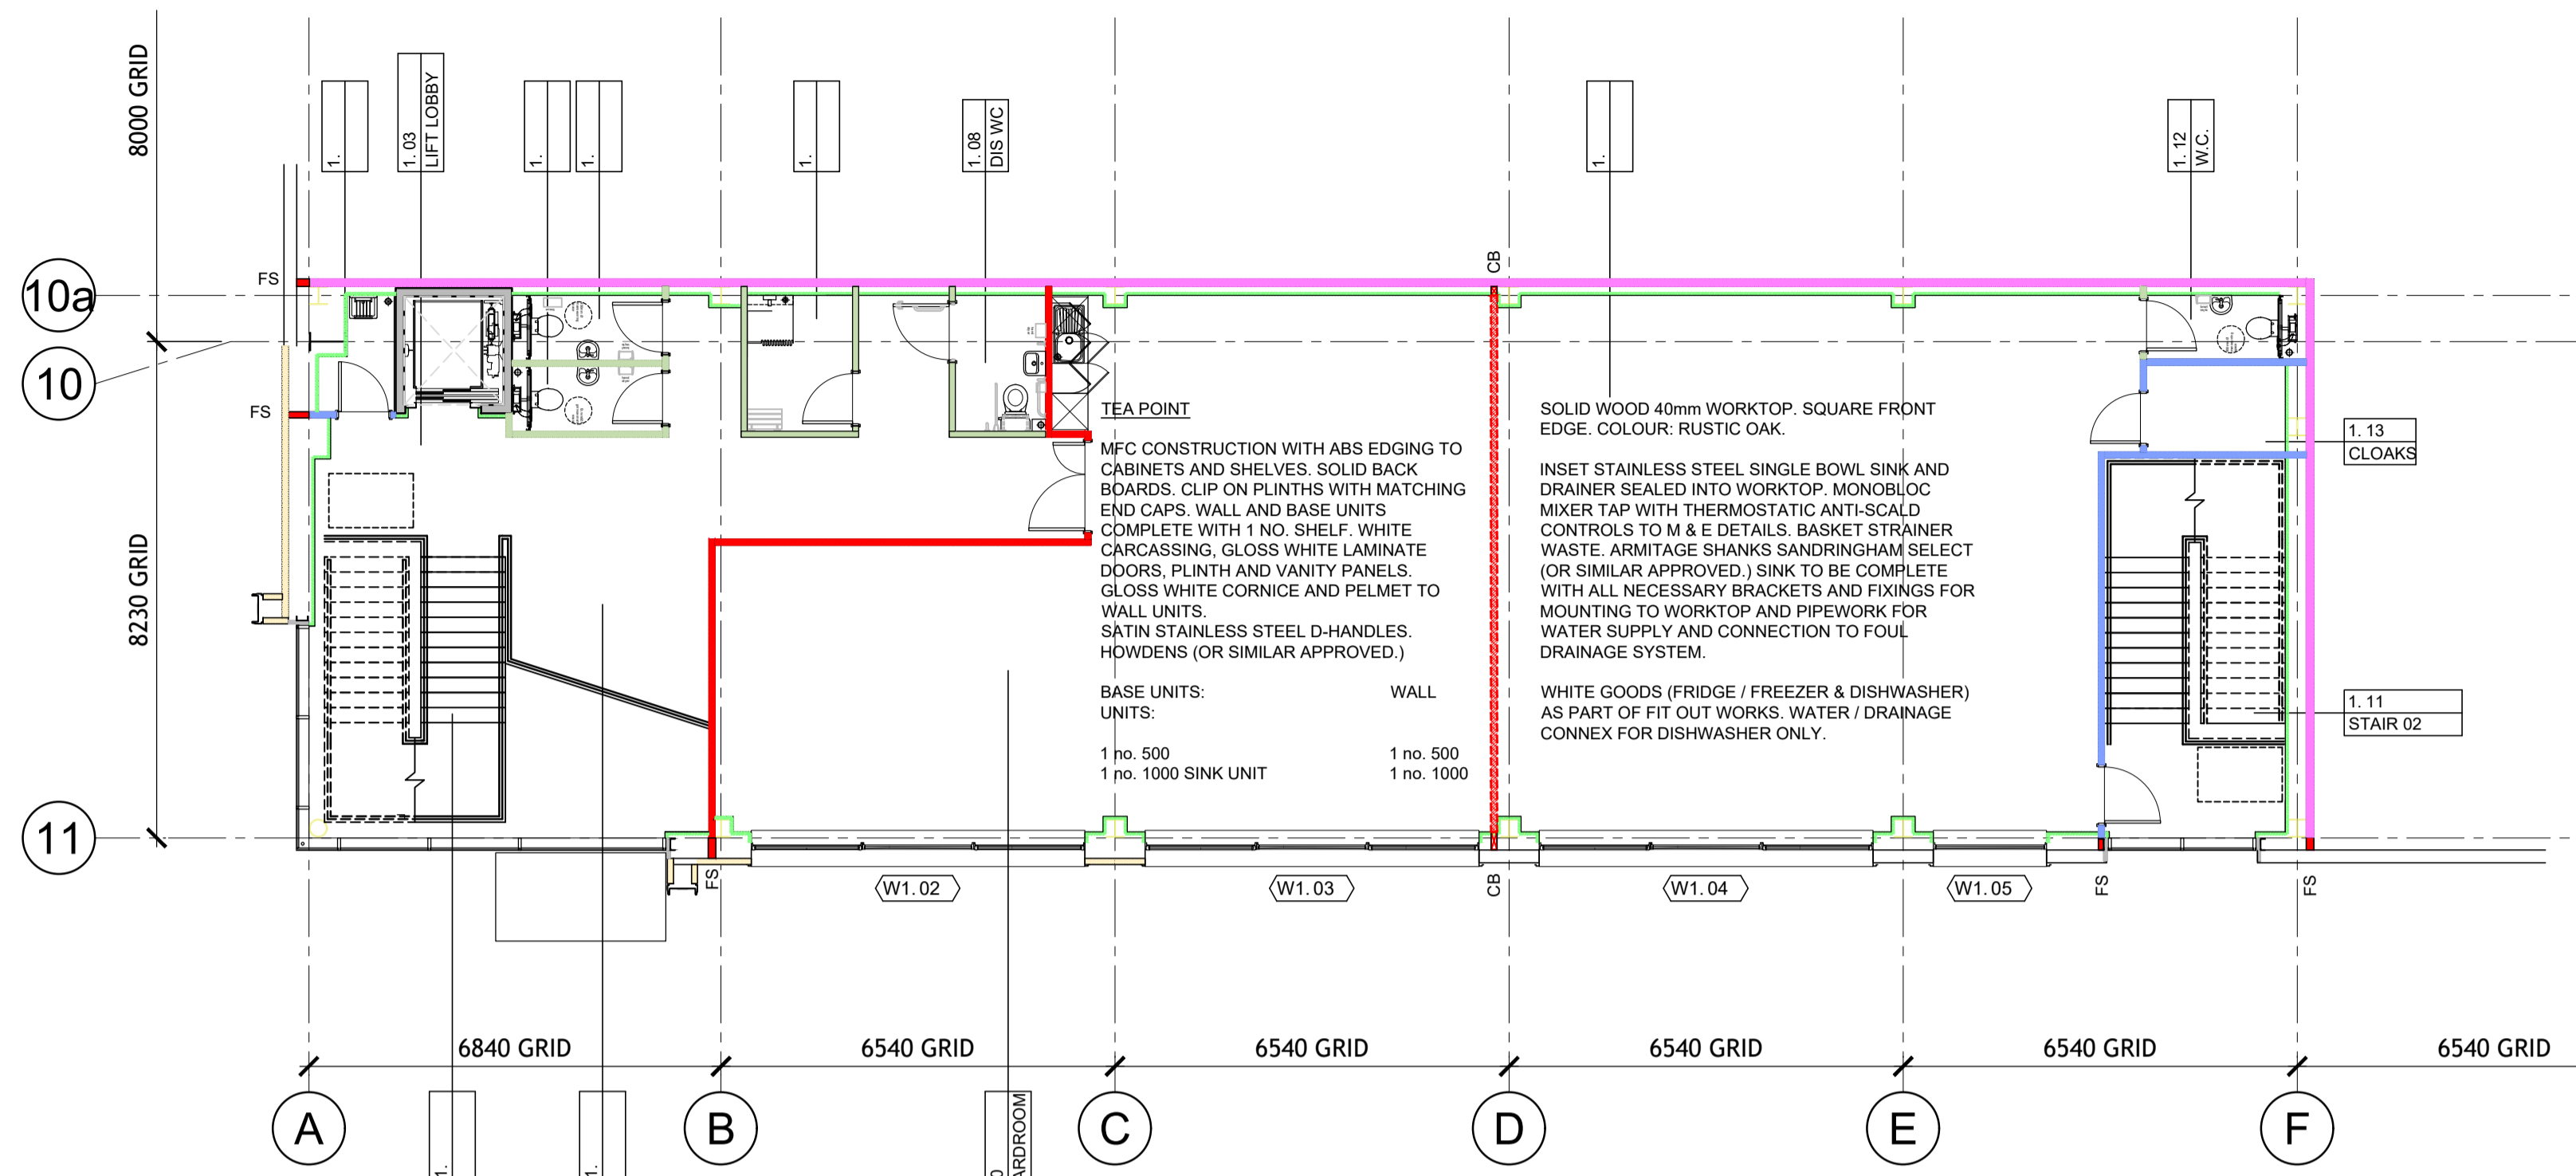 8000 GRID
1.
1. 03
LIFT LOBBY
1.
1.
1.
1. 08
DIS WC
1.
1. 12
W.C.
CB
FS
10a
10
FS
TEA POINT
MFC CONSTRUCTION WITH ABS EDGING TO
CABINETS AND SHELVES. SOLID BACK
BOARDS. CLIP ON PLINTHS WITH MATCHING
END CAPS. WALL AND BASE UNITS
COMPLETE WITH 1 NO. SHELF. WHITE
CARCASSING, GLOSS WHITE LAMINATE
DOORS, PLINTH AND VANITY PANELS.
GLOSS WHITE CORNICE AND PELMET TO
WALL UNITS.
SATIN STAINLESS STEEL D-HANDLES.
HOWDENS (OR SIMILAR APPROVED.)
BASE UNITS: WALL
UNITS:
1 no. 500 1 no. 500
1 no. 1000 SINK UNIT 1 no. 1000
SOLID WOOD 40mm WORKTOP. SQUARE FRONT
EDGE. COLOUR: RUSTIC OAK.
INSET STAINLESS STEEL SINGLE BOWL SINK AND
DRAINER SEALED INTO WORKTOP. MONOBLOC
MIXER TAP WITH THERMOSTATIC ANTI-SCALD
CONTROLS TO M & E DETAILS. BASKET STRAINER
WASTE. ARMITAGE SHANKS SANDRINGHAM SELECT
(OR SIMILAR APPROVED.) SINK TO BE COMPLETE
WITH ALL NECESSARY BRACKETS AND FIXINGS FOR
MOUNTING TO WORKTOP AND PIPEWORK FOR
WATER SUPPLY AND CONNECTION TO FOUL
DRAINAGE SYSTEM.
WHITE GOODS (FRIDGE / FREEZER & DISHWASHER)
AS PART OF FIT OUT WORKS. WATER / DRAINAGE
CONNEX FOR DISHWASHER ONLY.
1. 13
CLOAKS
8230 GRID
1. 11
STAIR 02
11
FS
W1. 02
W1. 03
CB
W1. 04
W1. 05
FS
FS
6840 GRID
6540 GRID
6540 GRID
6540 GRID
6540 GRID
6540 GRID
A
B
C
D
E
F
1.
1.
0
ARDROOM